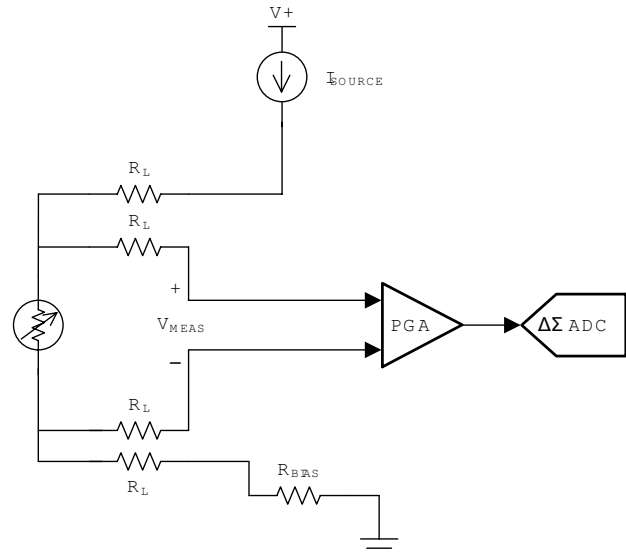 V+
ISOURCE
RL
RL
+
VMEAS
PGA
ΔΣ ADC
−
RL
RL
RBIAS